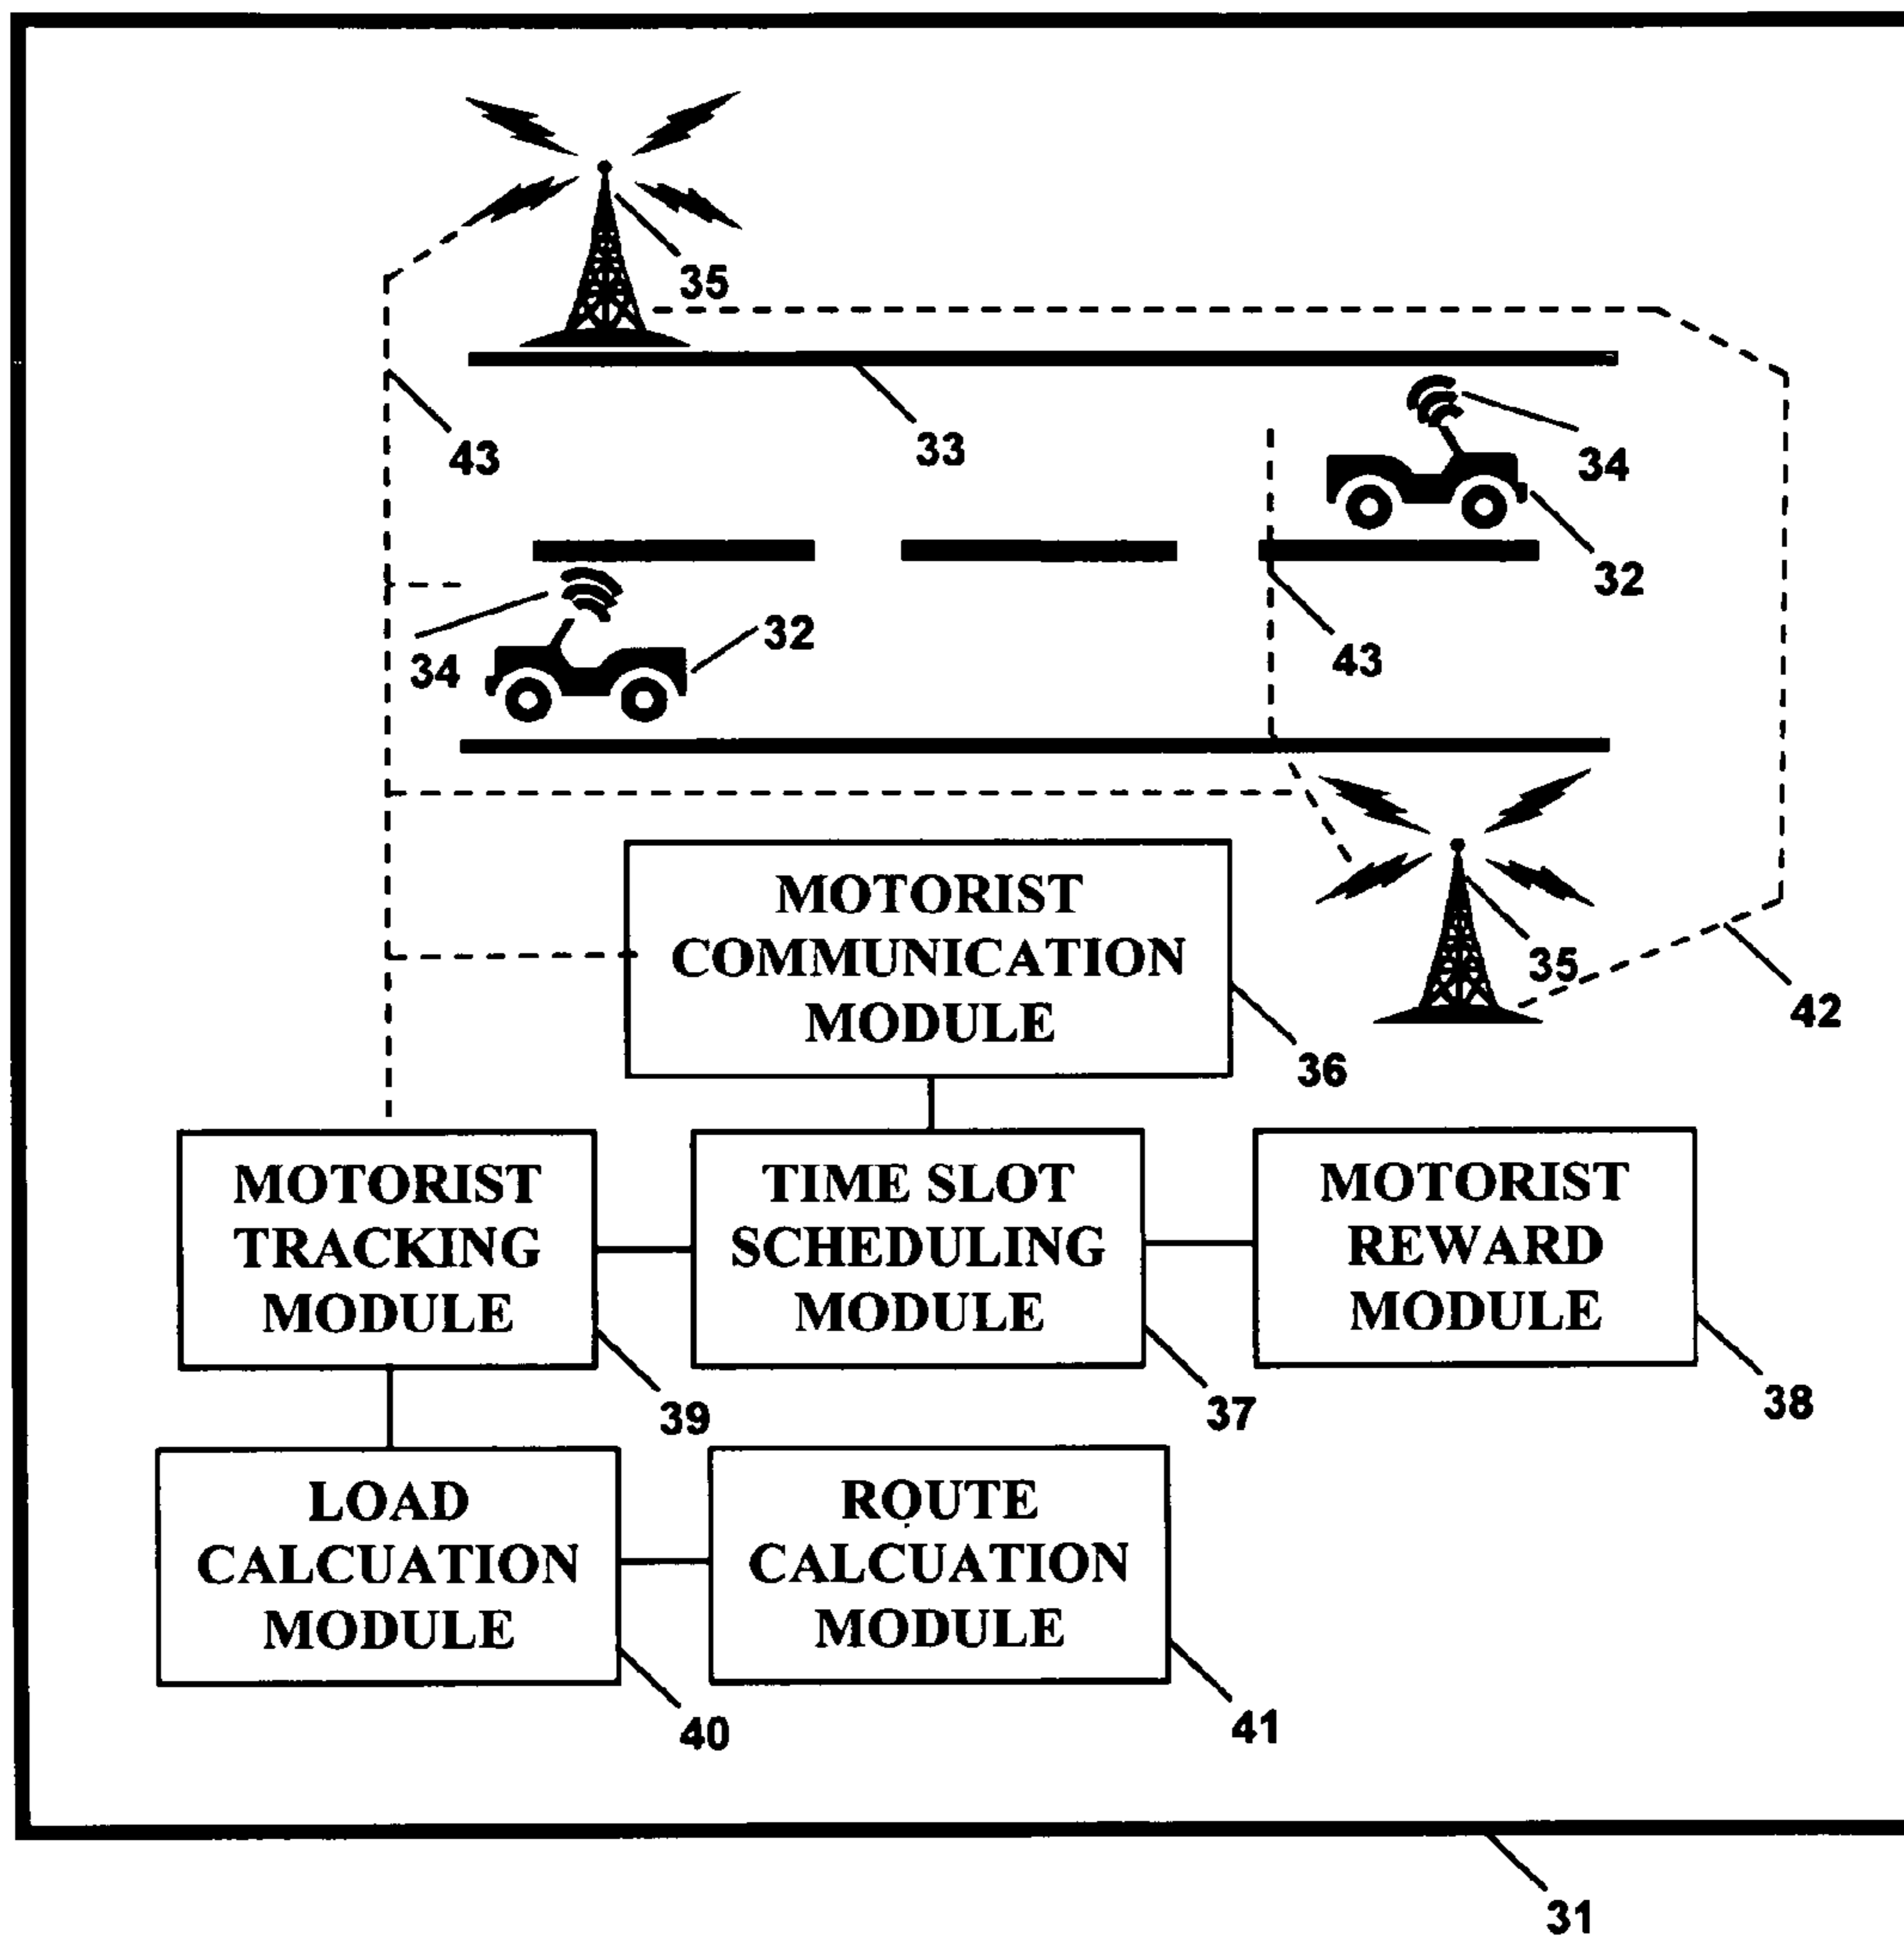 35
43
33
34
32
34
32
43
MOTORIST
COMMUNICATION
MODULE
35
42
36
MOTORIST
TRACKING
MODULE
TIME SLOT
SCHEDULING
MODULE
MOTORIST
REWARD
MODULE
39
37
38
LOAD
CALCUATION
MODULE
ROUTE
CALCUATION
MODULE
40
41
31